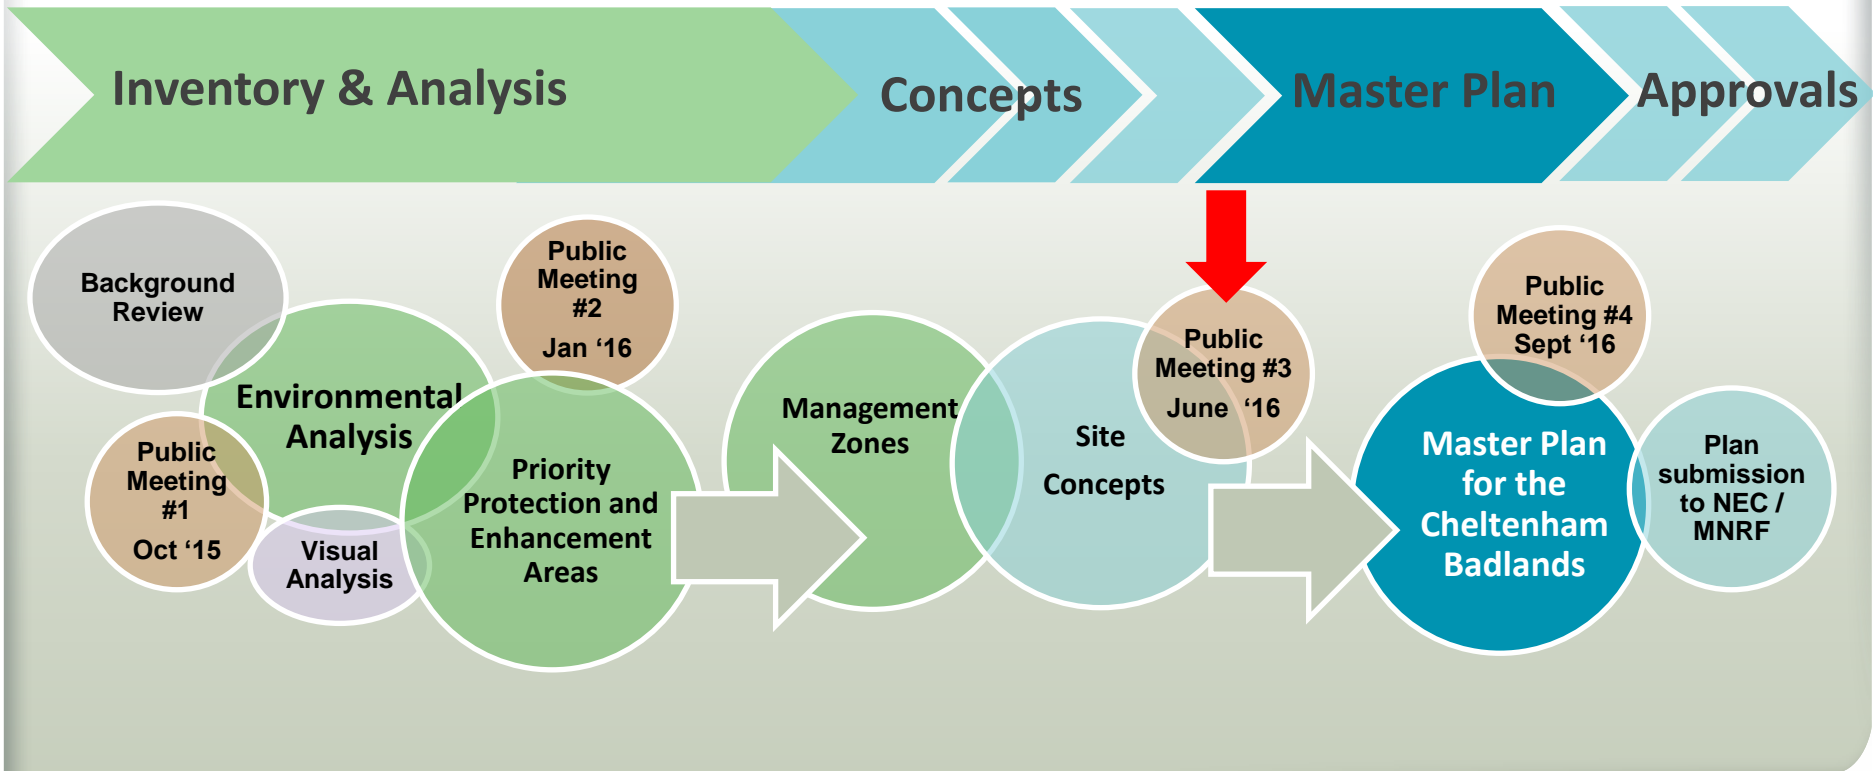 Inventory & Analysis
Concepts
Master Plan
Approvals
Background
Review
Environmental
Analysis
Public
Meeting
#1
Oct ‘15
Visual
Analysis
Public
Meeting
#2
Jan ‘16
Priority
Protection and
Enhancement
Areas
Management
Zones
Site
Concepts
Public
Meeting #3
June ‘16
Public
Meeting #4
Sept ‘16
Master Plan
for the
Cheltenham
Badlands
Plan
submission
to NEC /
MNRF